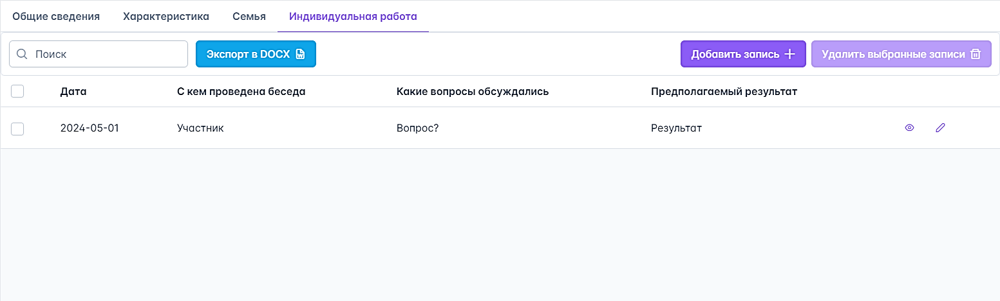 Общие сведения Характеристика Семья Индивидуальная работа
Поиск Экспорт в DOCX Добавить запись Удалить выбранные записи
Дата С кем проведена беседа Какие вопросы обсуждались Предполагаемый результат
2024-05-01 Участник Вопрос? Результат